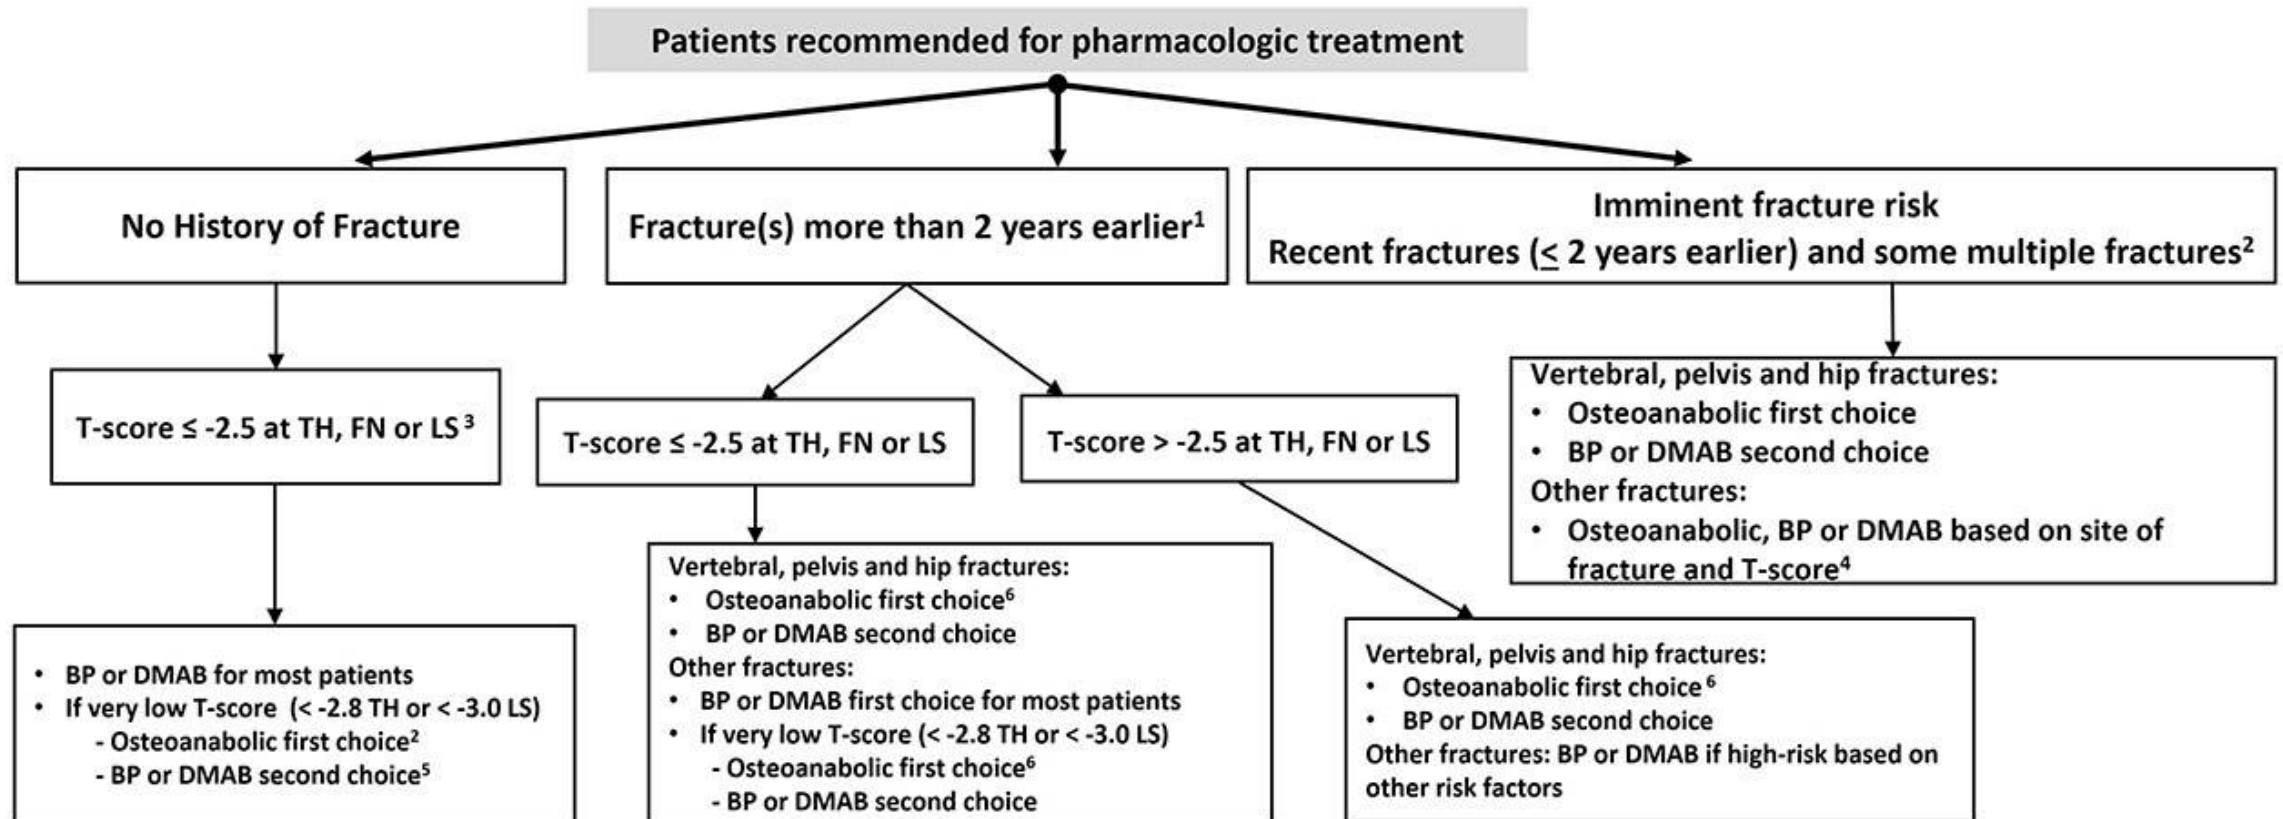 Patients recommended for pharmacologic treatment
No History of Fracture
Fracture(s) more than 2 years earlier¹
Imminent fracture risk
Recent fractures (≤ 2 years earlier) and some multiple fractures²
T-score ≤ -2.5 at TH, FN or LS ³
T-score ≤ -2.5 at TH, FN or LS
T-score > -2.5 at TH, FN or LS
Vertebral, pelvis and hip fractures:
• Osteoanabolic first choice
• BP or DMAB second choice
Other fractures:
• Osteoanabolic, BP or DMAB based on site of
fracture and T-score⁴
• BP or DMAB for most patients
• If very low T-score (< -2.8 TH or < -3.0 LS)
- Osteoanabolic first choice²
- BP or DMAB second choice⁵
Vertebral, pelvis and hip fractures:
• Osteoanabolic first choice⁶
• BP or DMAB second choice
Other fractures:
• BP or DMAB first choice for most patients
• If very low T-score (< -2.8 TH or < -3.0 LS)
- Osteoanabolic first choice⁶
- BP or DMAB second choice
Vertebral, pelvis and hip fractures:
• Osteoanabolic first choice ⁶
• BP or DMAB second choice
Other fractures: BP or DMAB if high-risk based on
other risk factors